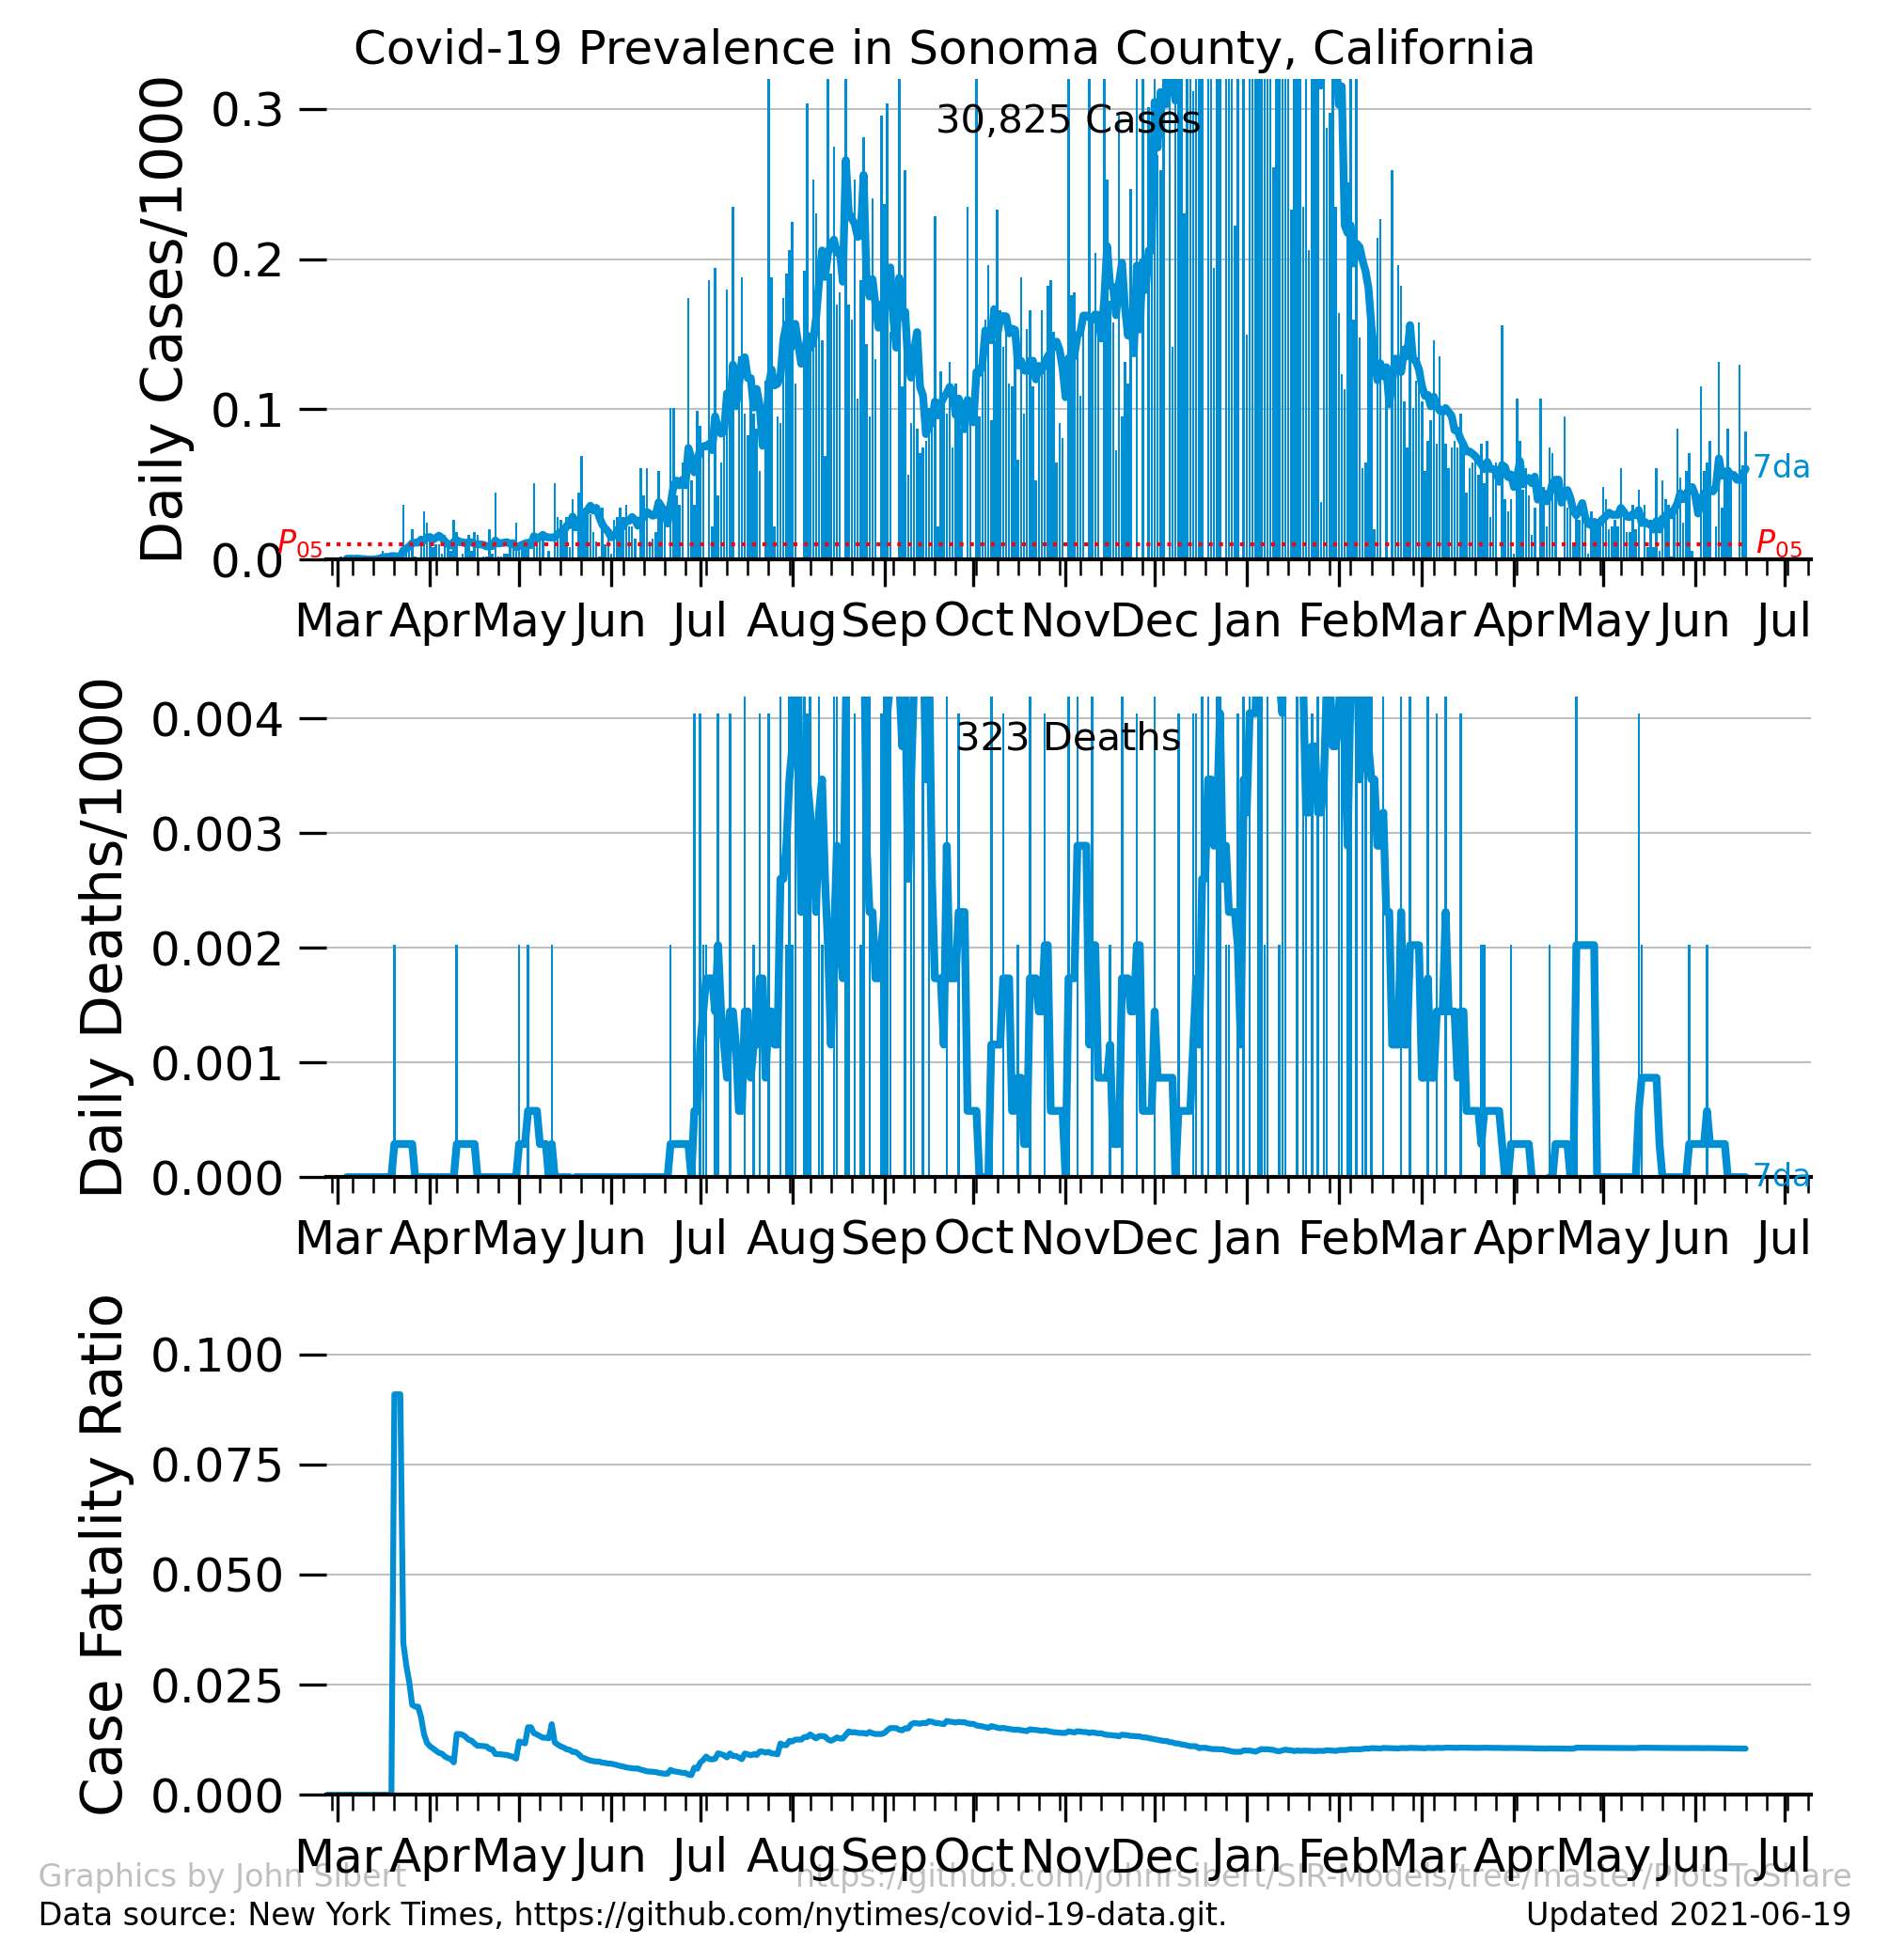 Covid-19 Prevalence in Sonoma County, California
Daily Cases/1000
0.3
0.2
0.1
0.0
30,825 Cases
7da
P05
P05
Mar Apr May Jun Jul Aug Sep Oct Nov Dec Jan Feb Mar Apr May Jun Jul
Daily Deaths/1000
0.004
0.003
0.002
0.001
0.000
323 Deaths
7da
Mar Apr May Jun Jul Aug Sep Oct Nov Dec Jan Feb Mar Apr May Jun Jul
Case Fatality Ratio
0.100
0.075
0.050
0.025
0.000
Mar Apr May Jun Jul Aug Sep Oct Nov Dec Jan Feb Mar Apr May Jun Jul
Graphics by John Sibert https://github.com/johnrsibert/SIR-Models/tree/master/PlotsToShare
Data source: New York Times, https://github.com/nytimes/covid-19-data.git. Updated 2021-06-19